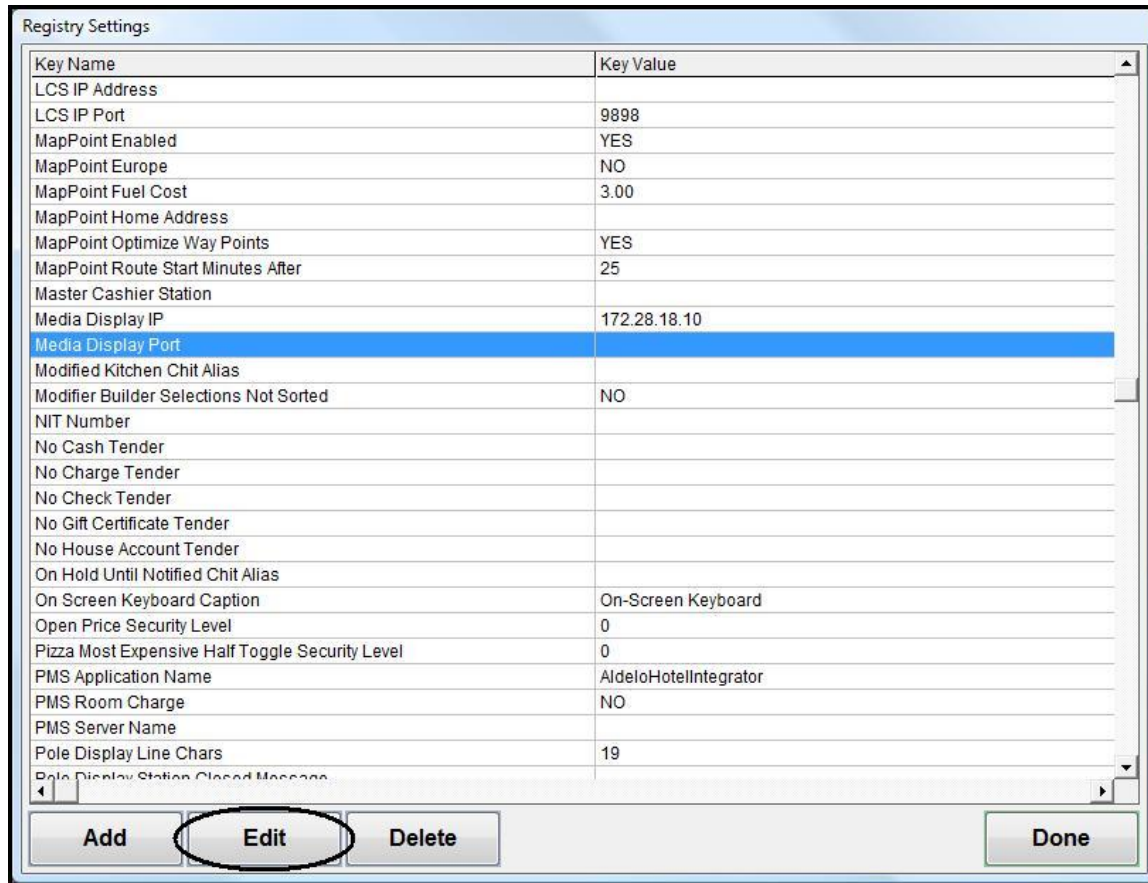 Registry Settings
Key Name Key Value
LCS IP Address
LCS IP Port 9898
MapPoint Enabled YES
MapPoint Europe NO
MapPoint Fuel Cost 3.00
MapPoint Home Address
MapPoint Optimize Way Points YES
MapPoint Route Start Minutes After 25
Master Cashier Station
Media Display IP 172.28.18.10
Media Display Port
Modified Kitchen Chit Alias
Modifier Builder Selections Not Sorted NO
NIT Number
No Cash Tender
No Charge Tender
No Check Tender
No Gift Certificate Tender
No House Account Tender
On Hold Until Notified Chit Alias
On Screen Keyboard Caption On-Screen Keyboard
Open Price Security Level 0
Pizza Most Expensive Half Toggle Security Level 0
PMS Application Name AldeloHotelIntegrator
PMS Room Charge NO
PMS Server Name
Pole Display Line Chars 19
Pole Display Station Closed Message
Add Edit Delete Done